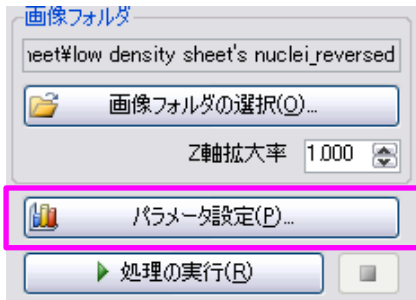 画像フォルダ
heet¥low density sheet's nuclei_reversed
画像フォルダの選択(O)...
Z軸拡大率 1.000
パラメータ設定(P)...
処理の実行(R)